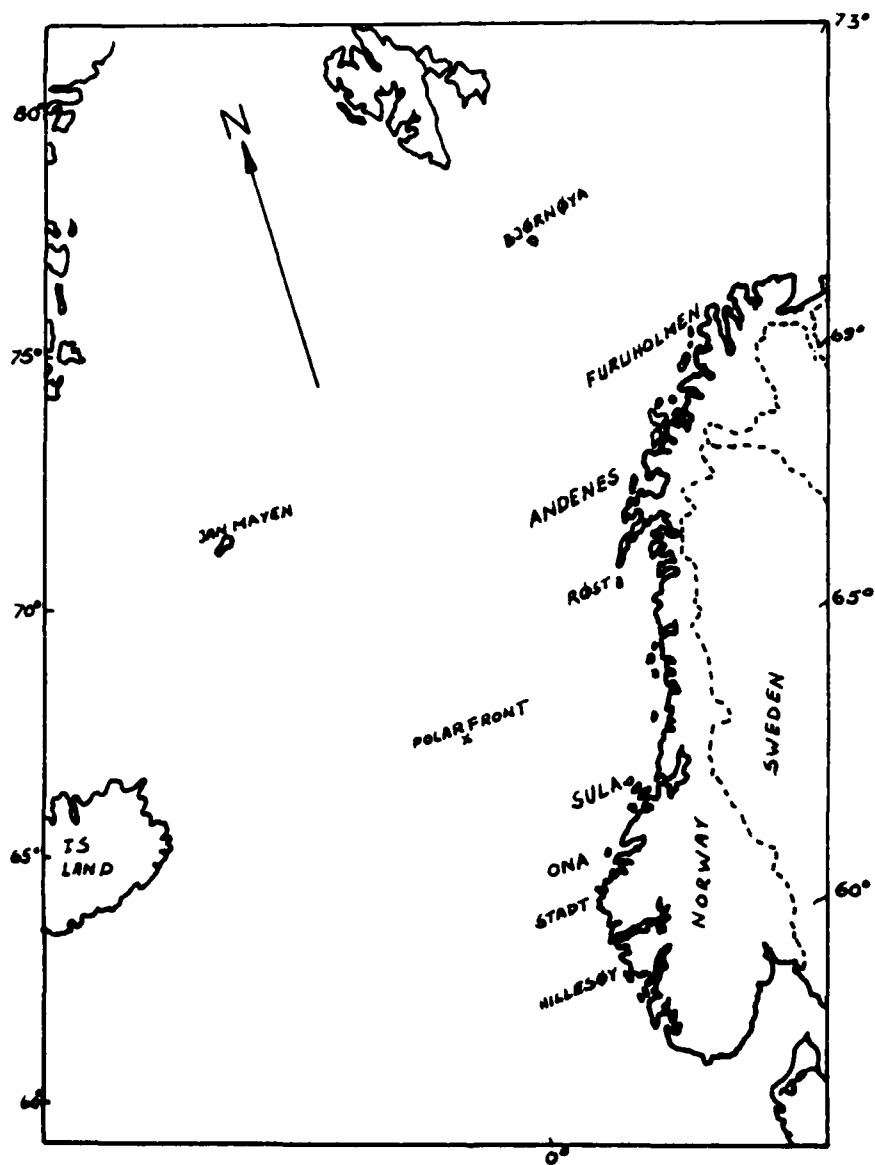 73°
80°
N
BJØRNØYA
FURUHOLMEN
69°
75°
ANDENES
JAN MAYEN
RØST
65°
70°
POLARFRONT
SWEDEN
SULA
IS
LAND
65°
ONA
NORWAY
60°
STADT
HILLESØY
60°
0°